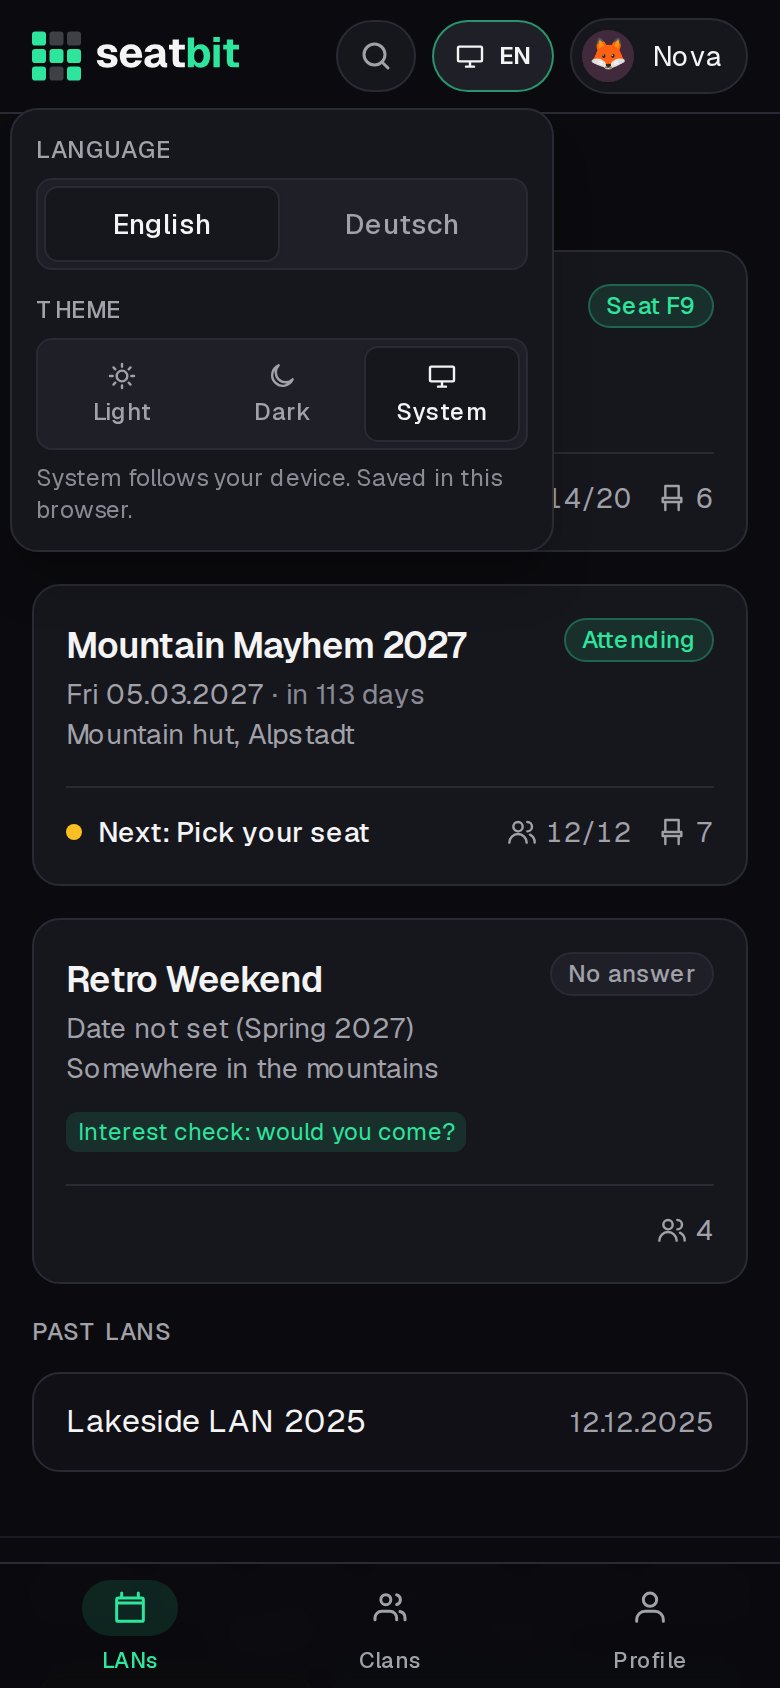 seatbit
EN
Nova
LANGUAGE
English
Deutsch
THEME
Light
Dark
System
System follows your device. Saved in this
browser.
Seat F9
14/20
6
Mountain Mayhem 2027
Attending
Fri 05.03.2027 · in 113 days
Mountain hut, Alpstadt
Next: Pick your seat
12/12
7
Retro Weekend
No answer
Date not set (Spring 2027)
Somewhere in the mountains
Interest check: would you come?
4
PAST LANS
Lakeside LAN 2025
12.12.2025
LANs
Clans
Profile